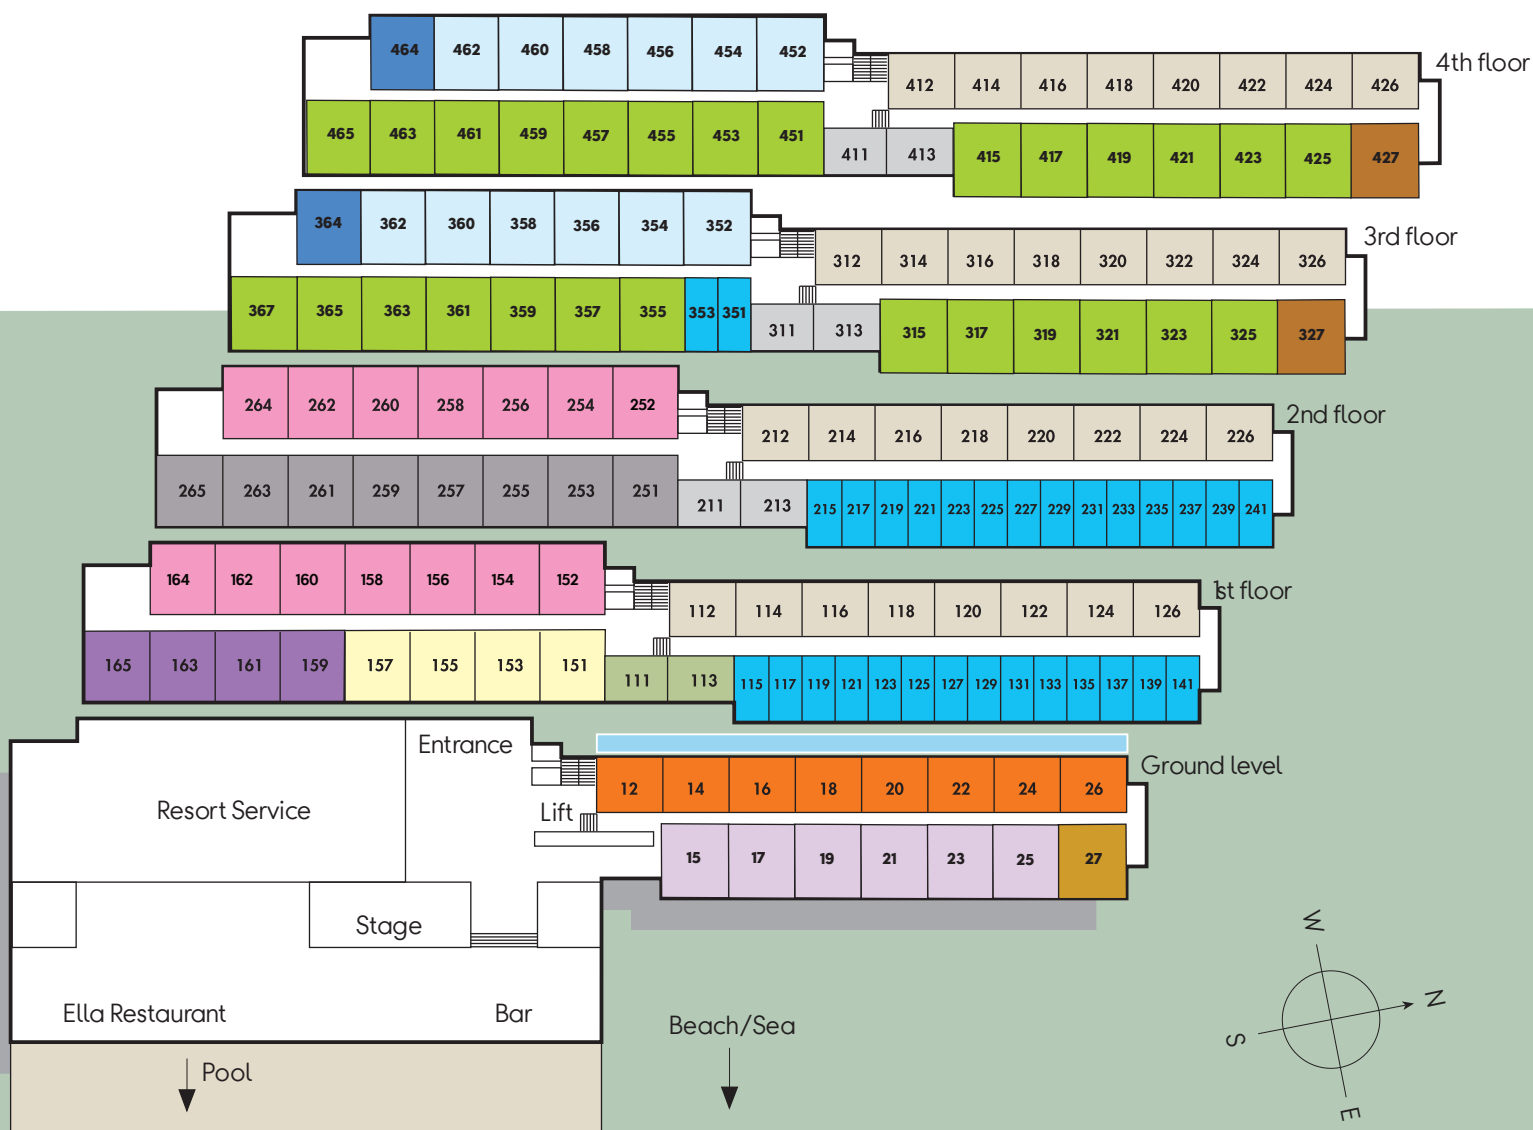 464 462 460 458 456 454 452
4th floor
412 414 416 418 420 422 424 426
465 463 461 459 457 455 453 451
411 413
415 417 419 421 423 425 427
364 362 360 358 356 354 352
3rd floor
312 314 316 318 320 322 324 326
367 365 363 361 359 357 355 353 351
311 313
315 317 319 321 323 325 327
264 262 260 258 256 254 252
2nd floor
212 214 216 218 220 222 224 226
265 263 261 259 257 255 253 251
211 213
215 217 219 221 223 225 227 229 231 233 235 237 239 241
164 162 160 158 156 154 152
1st floor
112 114 116 118 120 122 124 126
165 163 161 159 157 155 153 151
111 113
115 117 119 121 123 125 127 129 131 133 135 137 139 141
Entrance
Ground level
12 14 16 18 20 22 24 26
Resort Service
Lift
15 17 19 21 23 25 27
Stage
Ella Restaurant
Bar
Beach/Sea
Pool
W
N
S
E